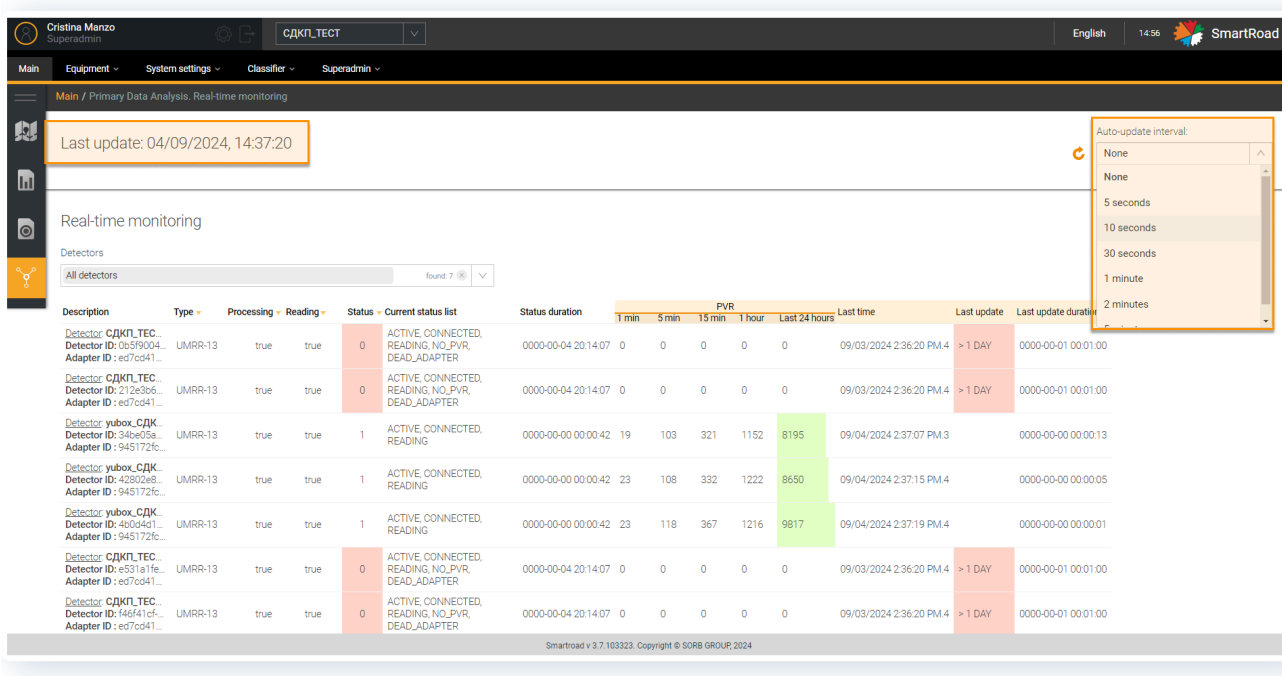 Cristina Manzo
Superadmin
СДКП_ТЕСТ
English
14:56
SmartRoad
Main Equipment System settings Classifier Superadmin
Main / Primary Data Analysis. Real-time monitoring
Last update: 04/09/2024, 14:37:20
Auto-update interval:
None
None
5 seconds
10 seconds
30 seconds
1 minute
2 minutes
Real-time monitoring
Detectors
All detectors found: 7
PVR
Description Type Processing Reading Status Current status list Status duration 1 min 5 min 15 min 1 hour Last 24 hours Last time Last update Last update duration
Detector: СДКП_ТЕС...
Detector ID: 0b5f9004...
Adapter ID : ed7cd41...
UMRR-13 true true 0
ACTIVE, CONNECTED,
READING, NO_PVR,
DEAD_ADAPTER
0000-00-04 20:14:07 0 0 0 0 0 09/03/2024 2:36:20 PM.4 > 1 DAY 0000-00-01 00:01:00
Detector: СДКП_ТЕС...
Detector ID: 212e3b6...
Adapter ID : ed7cd41...
UMRR-13 true true 0
ACTIVE, CONNECTED,
READING, NO_PVR,
DEAD_ADAPTER
0000-00-04 20:14:07 0 0 0 0 0 09/03/2024 2:36:20 PM.4 > 1 DAY 0000-00-01 00:01:00
Detector: yubox_СДК...
Detector ID: 34be05a...
Adapter ID : 945172fc...
UMRR-13 true true 1
ACTIVE, CONNECTED,
READING
0000-00-00 00:00:42 19 103 321 1152 8195 09/04/2024 2:37:07 PM.3 0000-00-00 00:00:13
Detector: yubox_СДК...
Detector ID: 42802e8...
Adapter ID : 945172fc...
UMRR-13 true true 1
ACTIVE, CONNECTED,
READING
0000-00-00 00:00:42 23 108 332 1222 8650 09/04/2024 2:37:15 PM.4 0000-00-00 00:00:05
Detector: yubox_СДК...
Detector ID: 4b0d4d1...
Adapter ID : 945172fc...
UMRR-13 true true 1
ACTIVE, CONNECTED,
READING
0000-00-00 00:00:42 23 118 367 1216 9817 09/04/2024 2:37:19 PM.4 0000-00-00 00:00:01
Detector: СДКП_ТЕС...
Detector ID: e531a1fe...
Adapter ID : ed7cd41...
UMRR-13 true true 0
ACTIVE, CONNECTED,
READING, NO_PVR,
DEAD_ADAPTER
0000-00-04 20:14:07 0 0 0 0 0 09/03/2024 2:36:20 PM.4 > 1 DAY 0000-00-01 00:01:00
Detector: СДКП_ТЕС...
Detector ID: f46f41cf-...
Adapter ID : ed7cd41...
UMRR-13 true true 0
ACTIVE, CONNECTED,
READING, NO_PVR,
DEAD_ADAPTER
0000-00-04 20:14:07 0 0 0 0 0 09/03/2024 2:36:20 PM.4 > 1 DAY 0000-00-01 00:01:00
Smartroad v 3.7.103323. Copyright © SORB GROUP, 2024